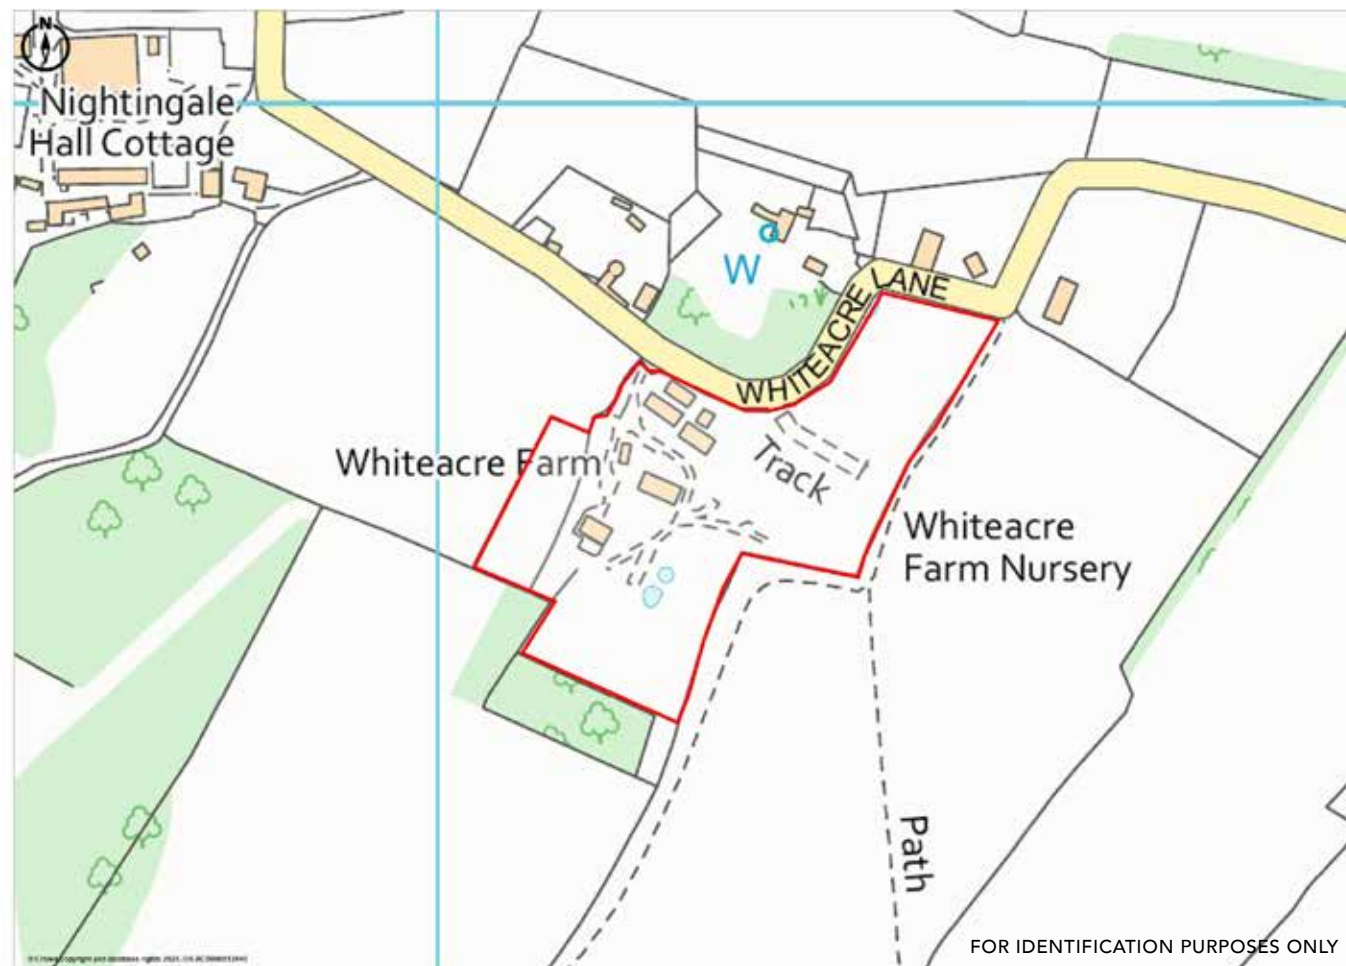 N
Nightingale
Hall Cottage
W
WHITEACRE LANE
Whiteacre Farm
Track
Whiteacre
Farm Nursery
Path
FOR IDENTIFICATION PURPOSES ONLY